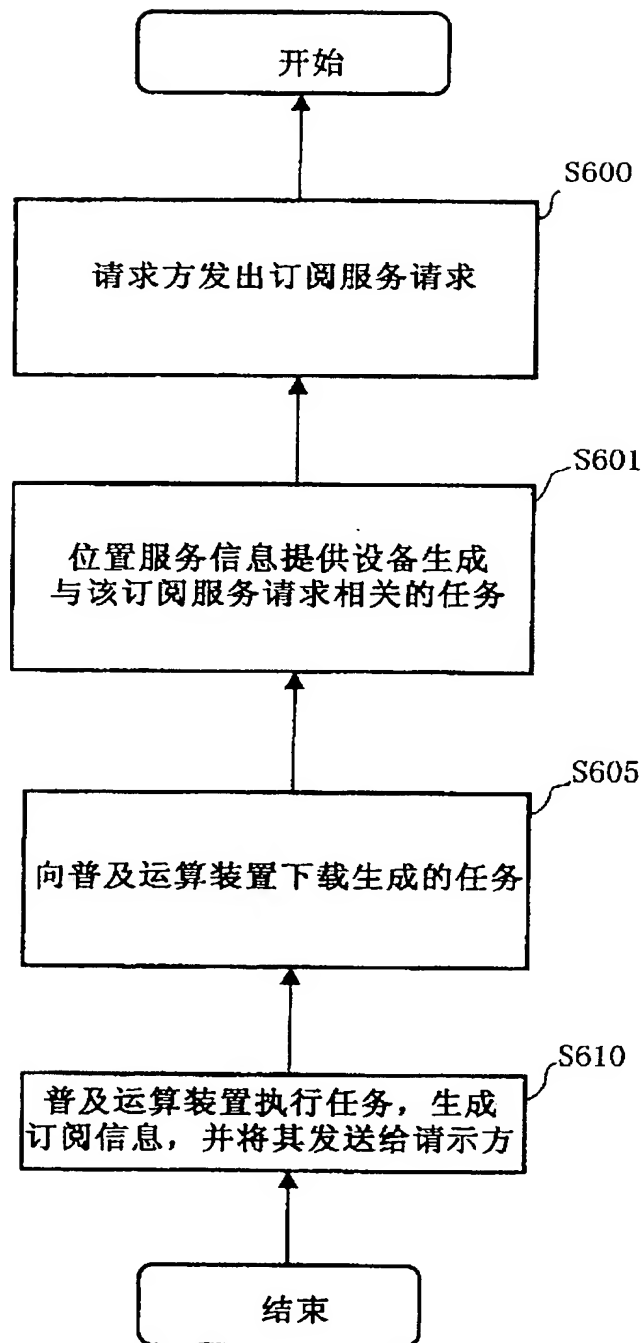 开始
S600
请求方发出订阅服务请求
S601
位置服务信息提供设备生成
与该订阅服务请求相关的任务
S605
向普及运算装置下载生成的任务
S610
普及运算装置执行任务，生成
订阅信息，并将其发送给请示方
结束